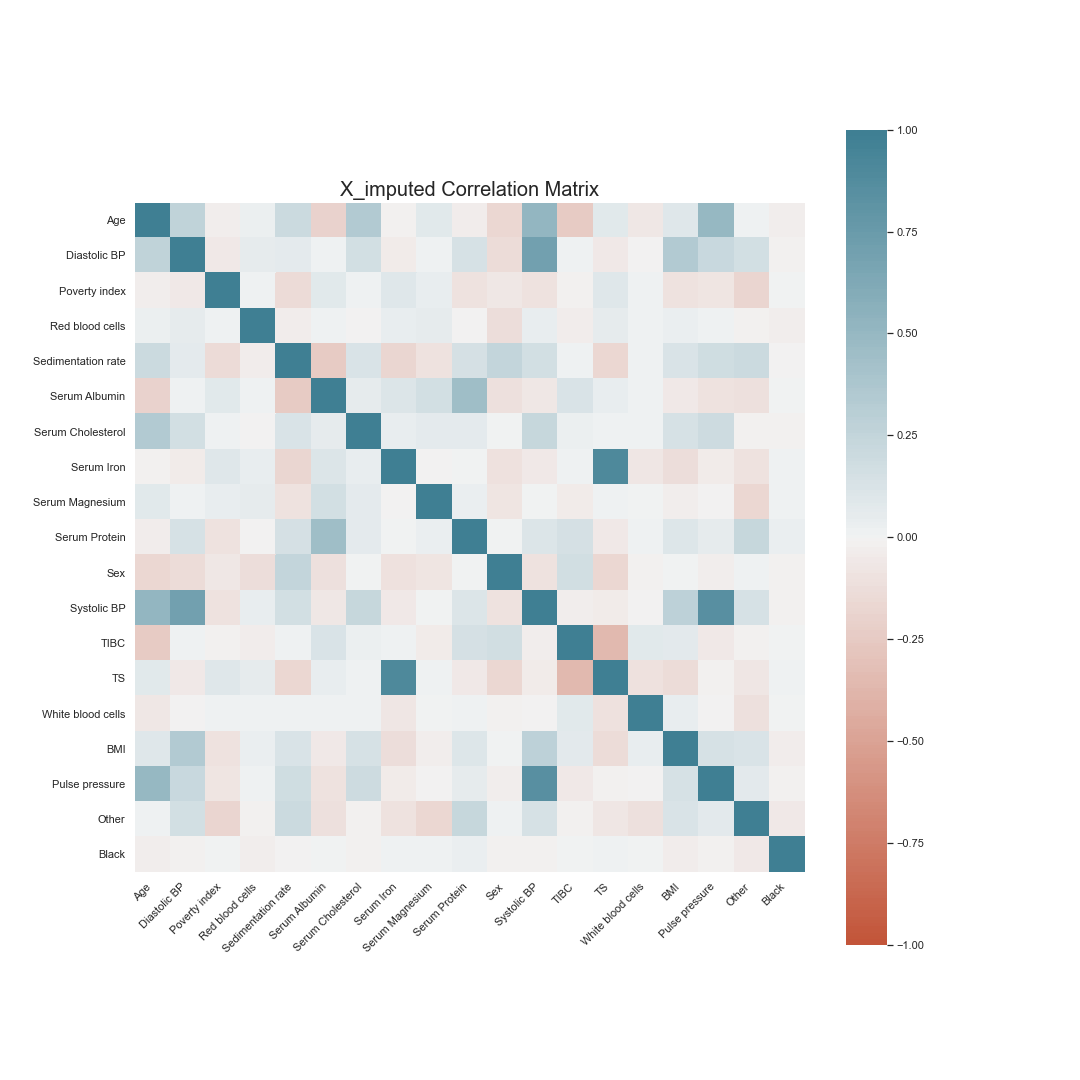 X_imputed Correlation Matrix
Age
Diastolic BP
Poverty index
Red blood cells
Sedimentation rate
Serum Albumin
Serum Cholesterol
Serum Iron
Serum Magnesium
Serum Protein
Sex
Systolic BP
TIBC
TS
White blood cells
BMI
Pulse pressure
Other
Black
Age
Diastolic BP
Poverty index
Red blood cells
Sedimentation rate
Serum Albumin
Serum Cholesterol
Serum Iron
Serum Magnesium
Serum Protein
Sex
Systolic BP
TIBC
TS
White blood cells
BMI
Pulse pressure
Other
Black
1.00
0.75
0.50
0.25
0.00
−0.25
−0.50
−0.75
−1.00